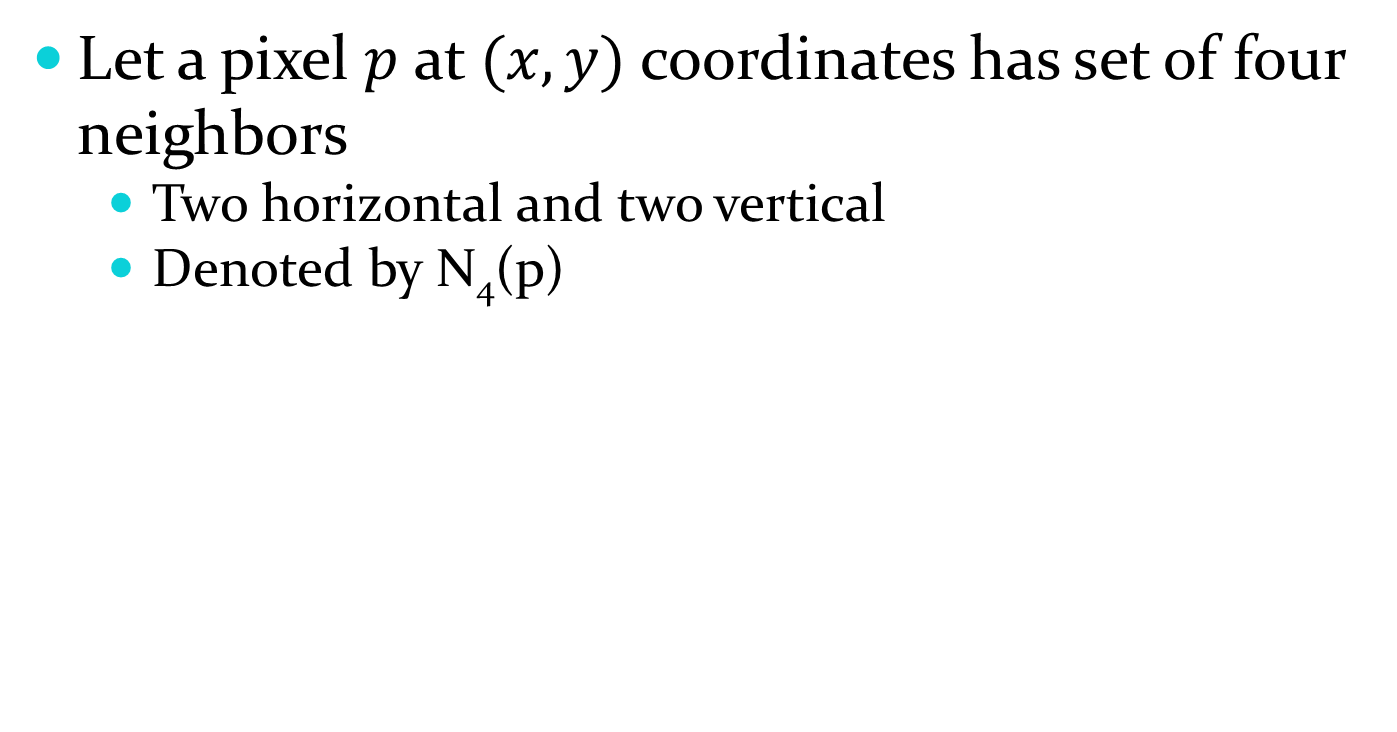 • Let a pixel p at (x, y) coordinates has set of four
neighbors
• Two horizontal and two vertical
• Denoted by N₄(p)